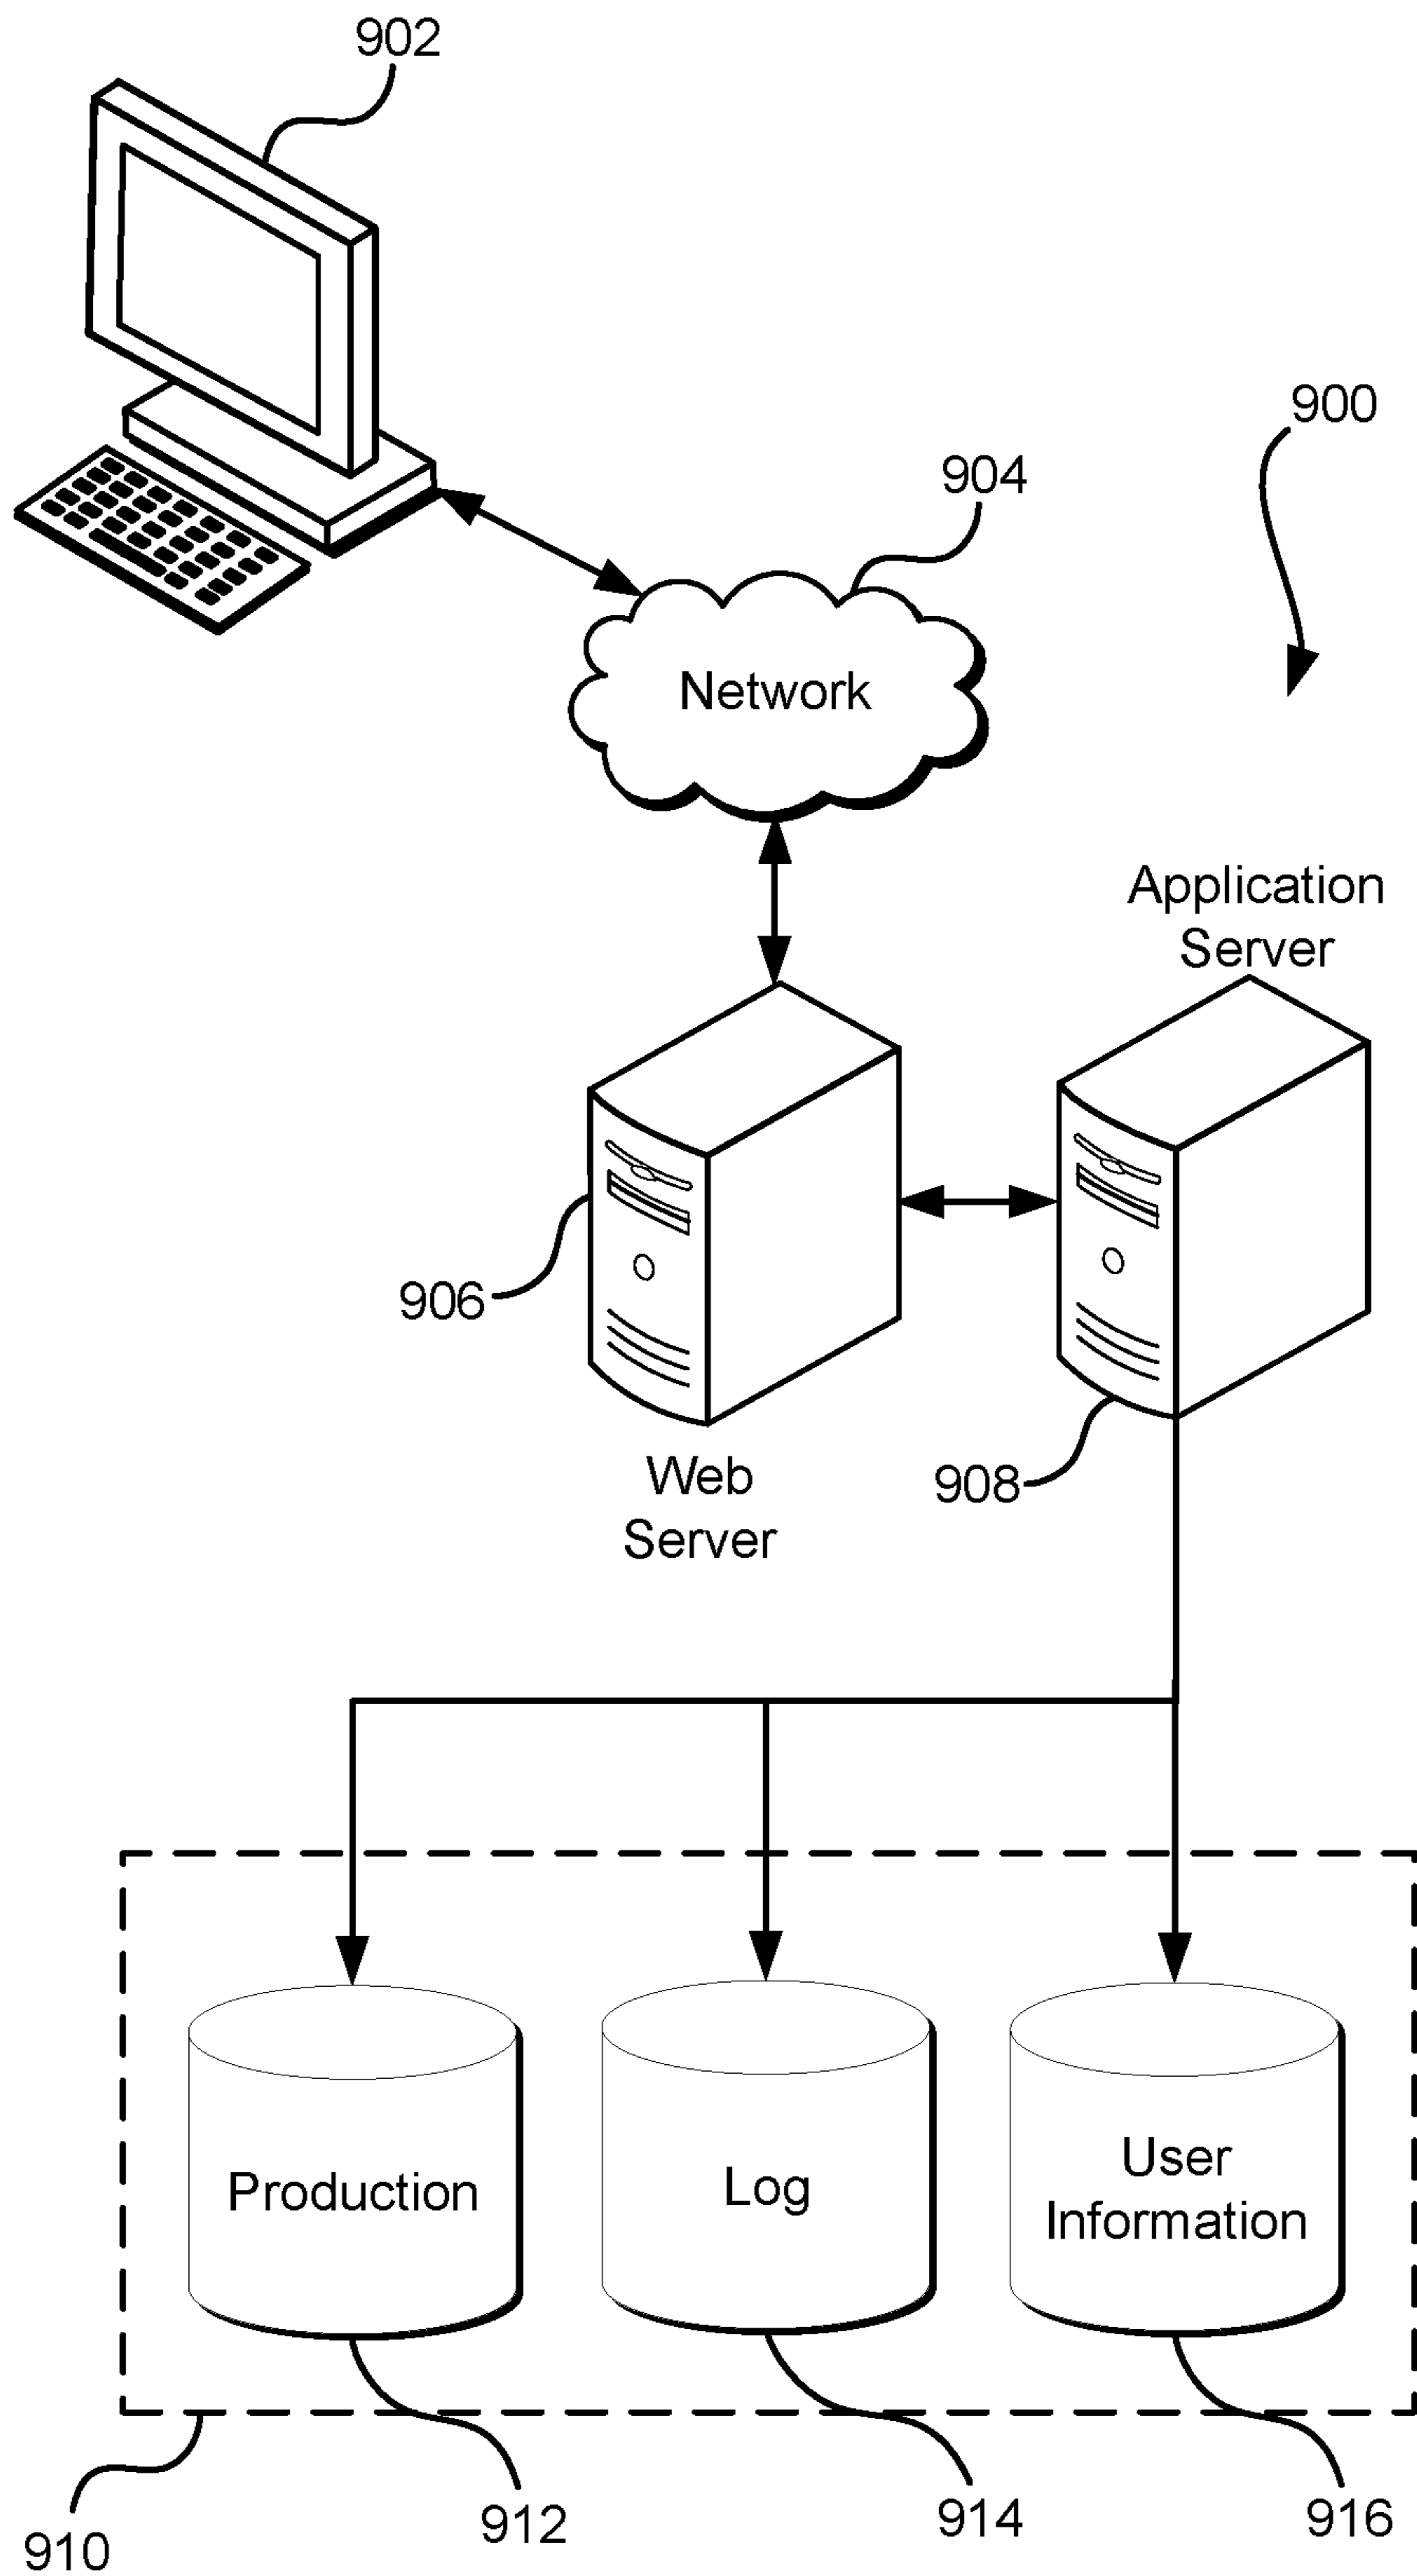 902
900
904
Network
Application
Server
906
908
Web
Server
Production
Log
User
Information
910
912
914
916